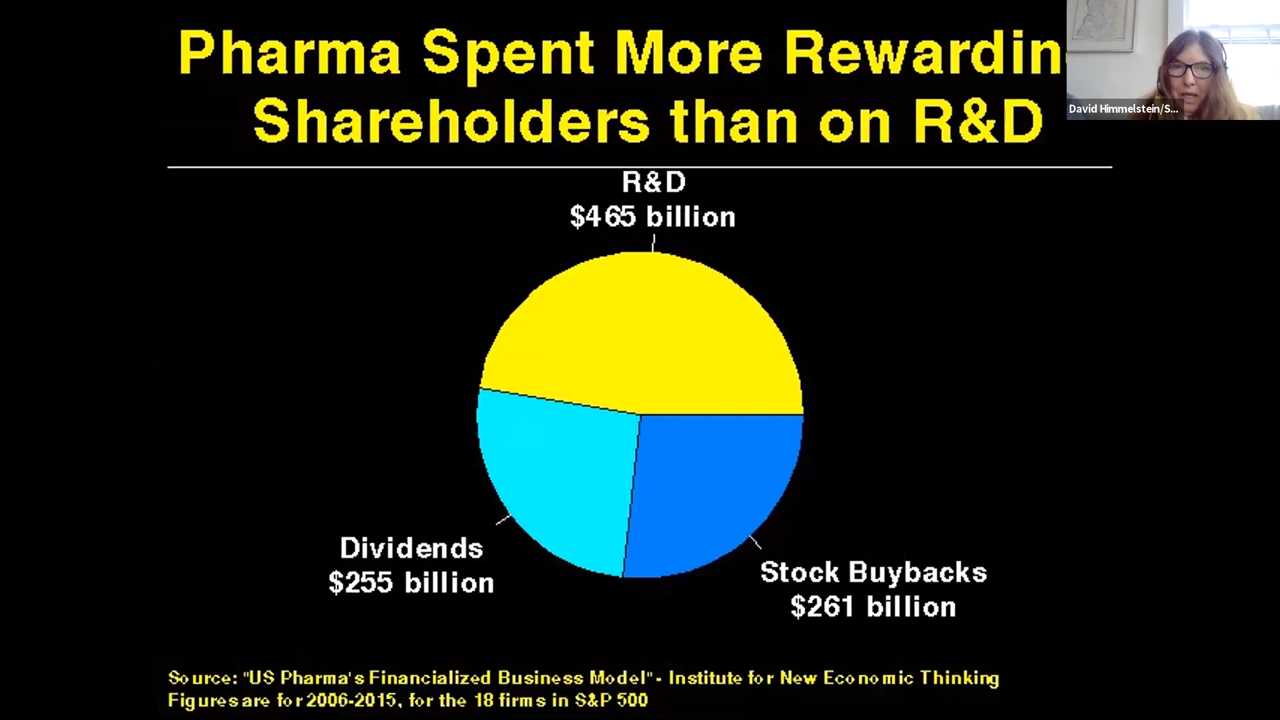 Pharma Spent More Rewardin
Shareholders than on R&D
David Himmelstein/S...
R&D
$465 billion
Dividends
$255 billion
Stock Buybacks
$261 billion
Source: "US Pharma's Financialized Business Model" - Institute for New Economic Thinking
Figures are for 2006-2015, for the 18 firms in S&P 500